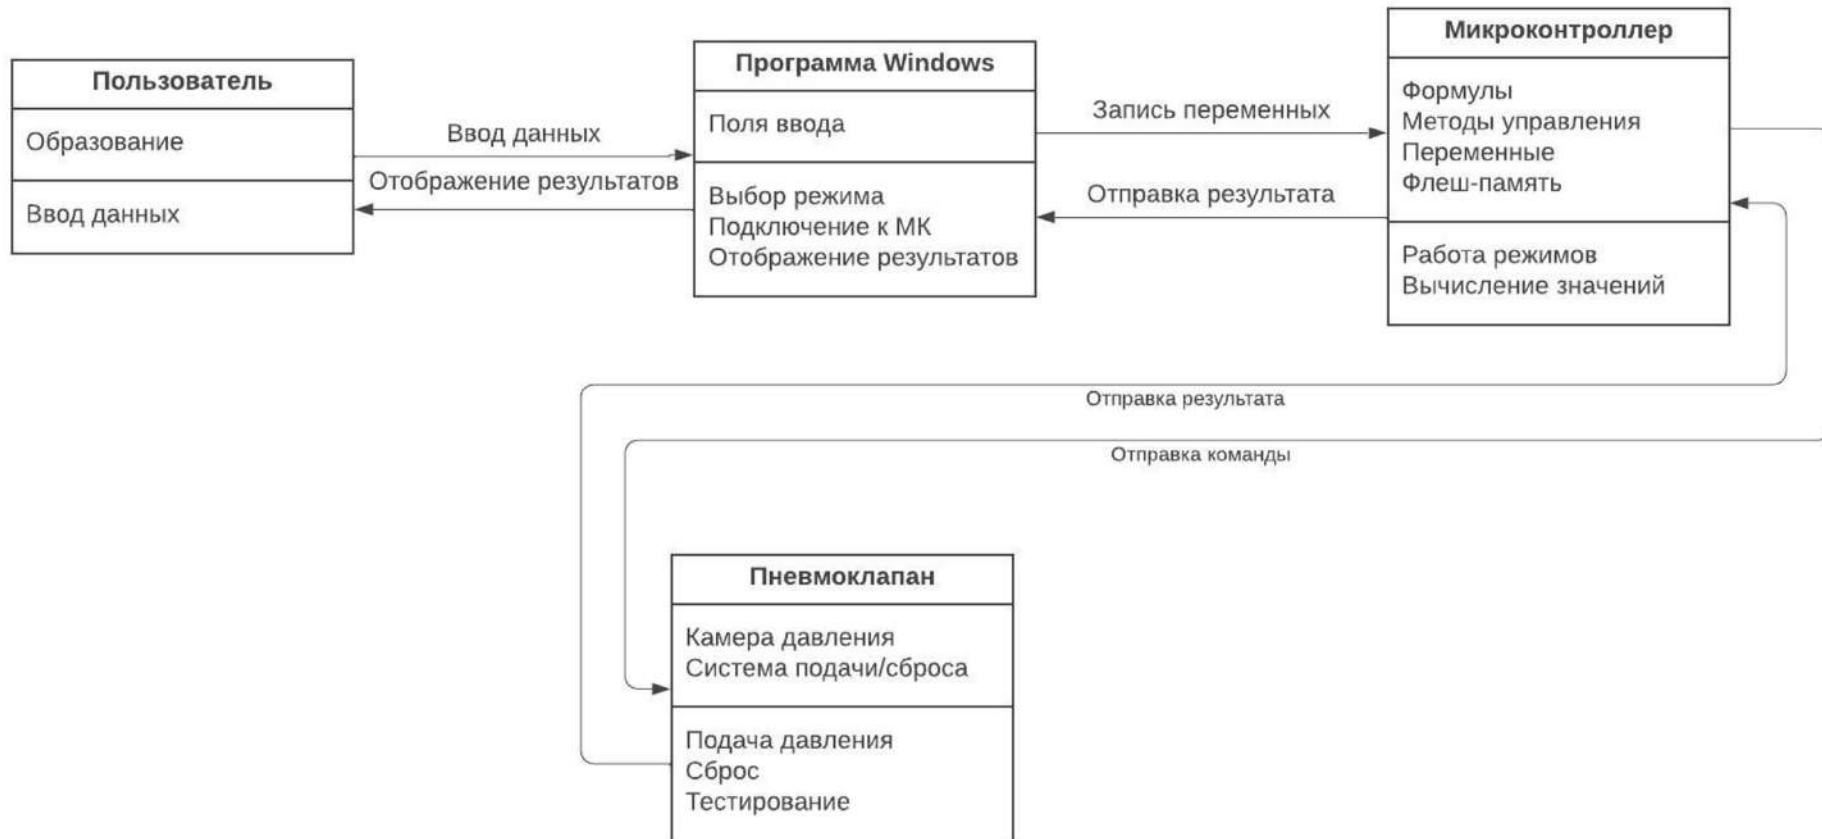 Пользователь
Образование
Ввод данных
Ввод данных
Отображение результатов
Программа Windows
Поля ввода
Выбор режима
Подключение к МК
Отображение результатов
Запись переменных
Отправка результата
Микроконтроллер
Формулы
Методы управления
Переменные
Флеш-память
Работа режимов
Вычисление значений
Отправка результата
Отправка команды
Пневмоклапан
Камера давления
Система подачи/сброса
Подача давления
Сброс
Тестирование